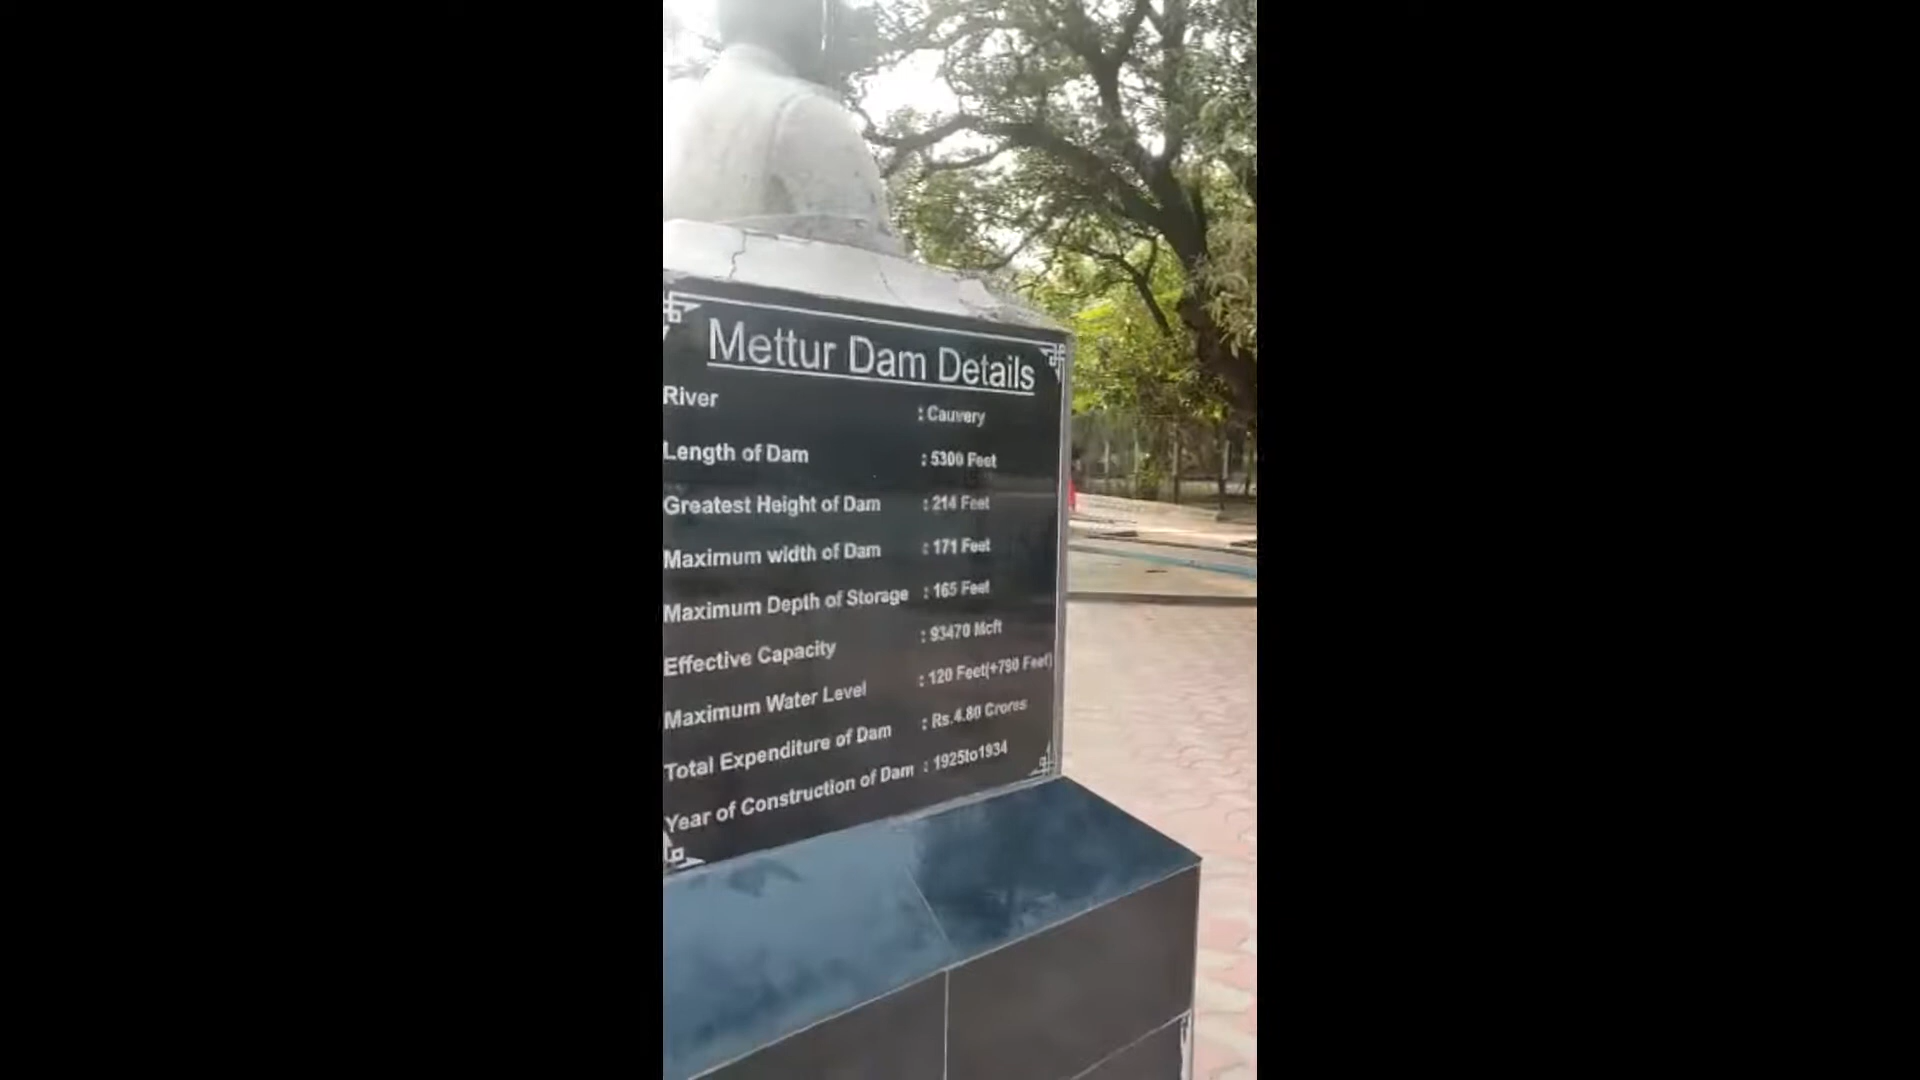 Mettur Dam Details
River : Cauvery
Length of Dam : 5300 Feet
Greatest Height of Dam : 214 Feet
Maximum width of Dam : 171 Feet
Maximum Depth of Storage : 165 Feet
Effective Capacity : 93470 Mcft
Maximum Water Level : 120 Feet(+790 Feet)
Total Expenditure of Dam : Rs.4.80 Crores
Year of Construction of Dam : 1925to1934